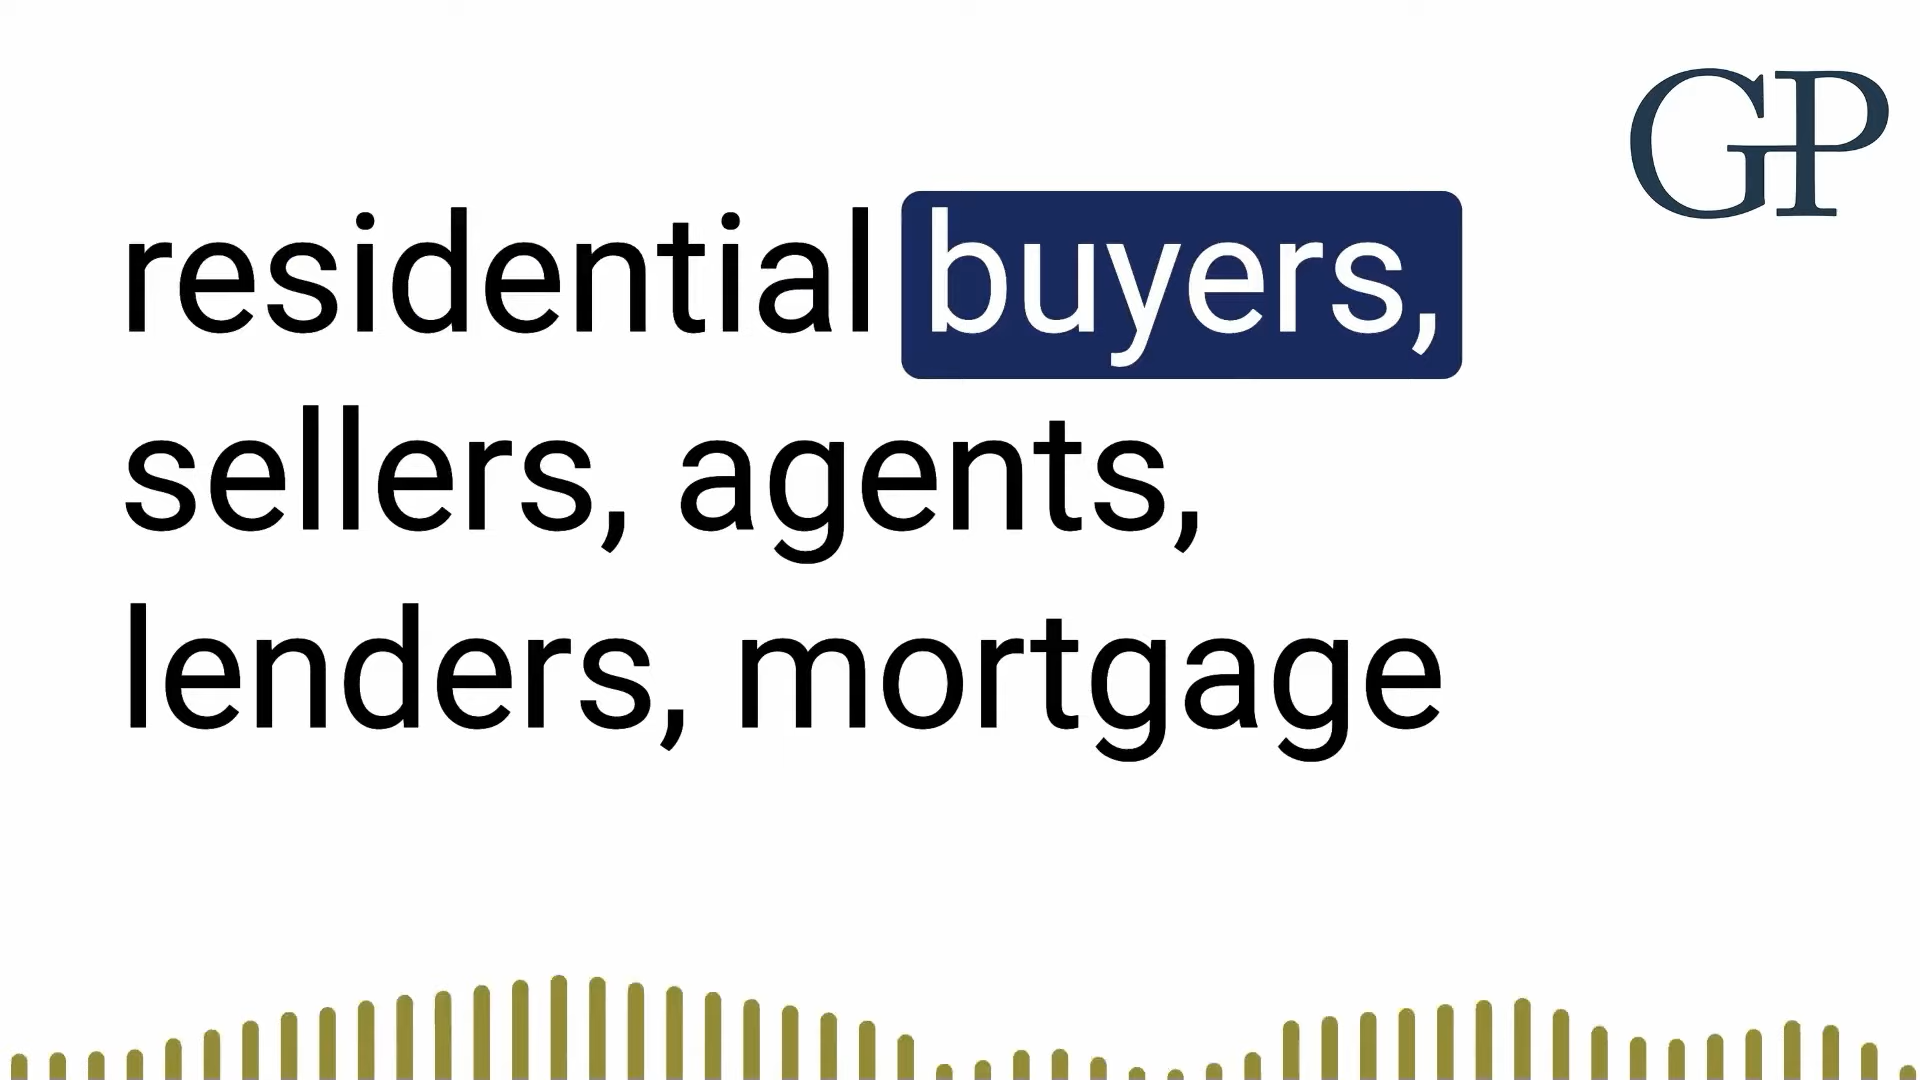 GP
residential buyers,
sellers, agents,
lenders, mortgage